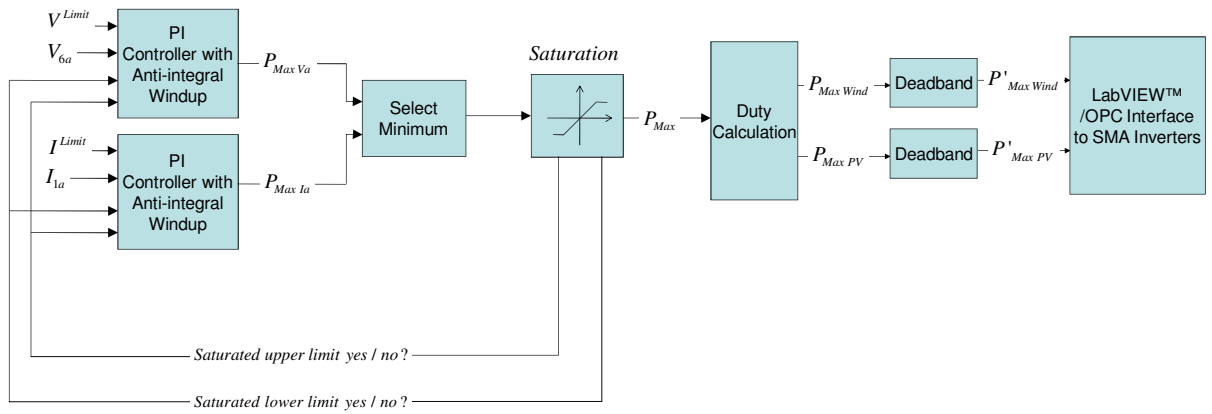 V^Limit
V_6a
PI
Controller with
Anti-integral
Windup
P_Max Va
I^Limit
I_1a
PI
Controller with
Anti-integral
Windup
P_Max Ia
Select
Minimum
Saturation
P_Max
Duty
Calculation
P_Max Wind
Deadband
P'_Max Wind
P_Max PV
Deadband
P'_Max PV
LabVIEW™
/OPC Interface
to SMA Inverters
Saturated upper limit yes / no?
Saturated lower limit yes / no?